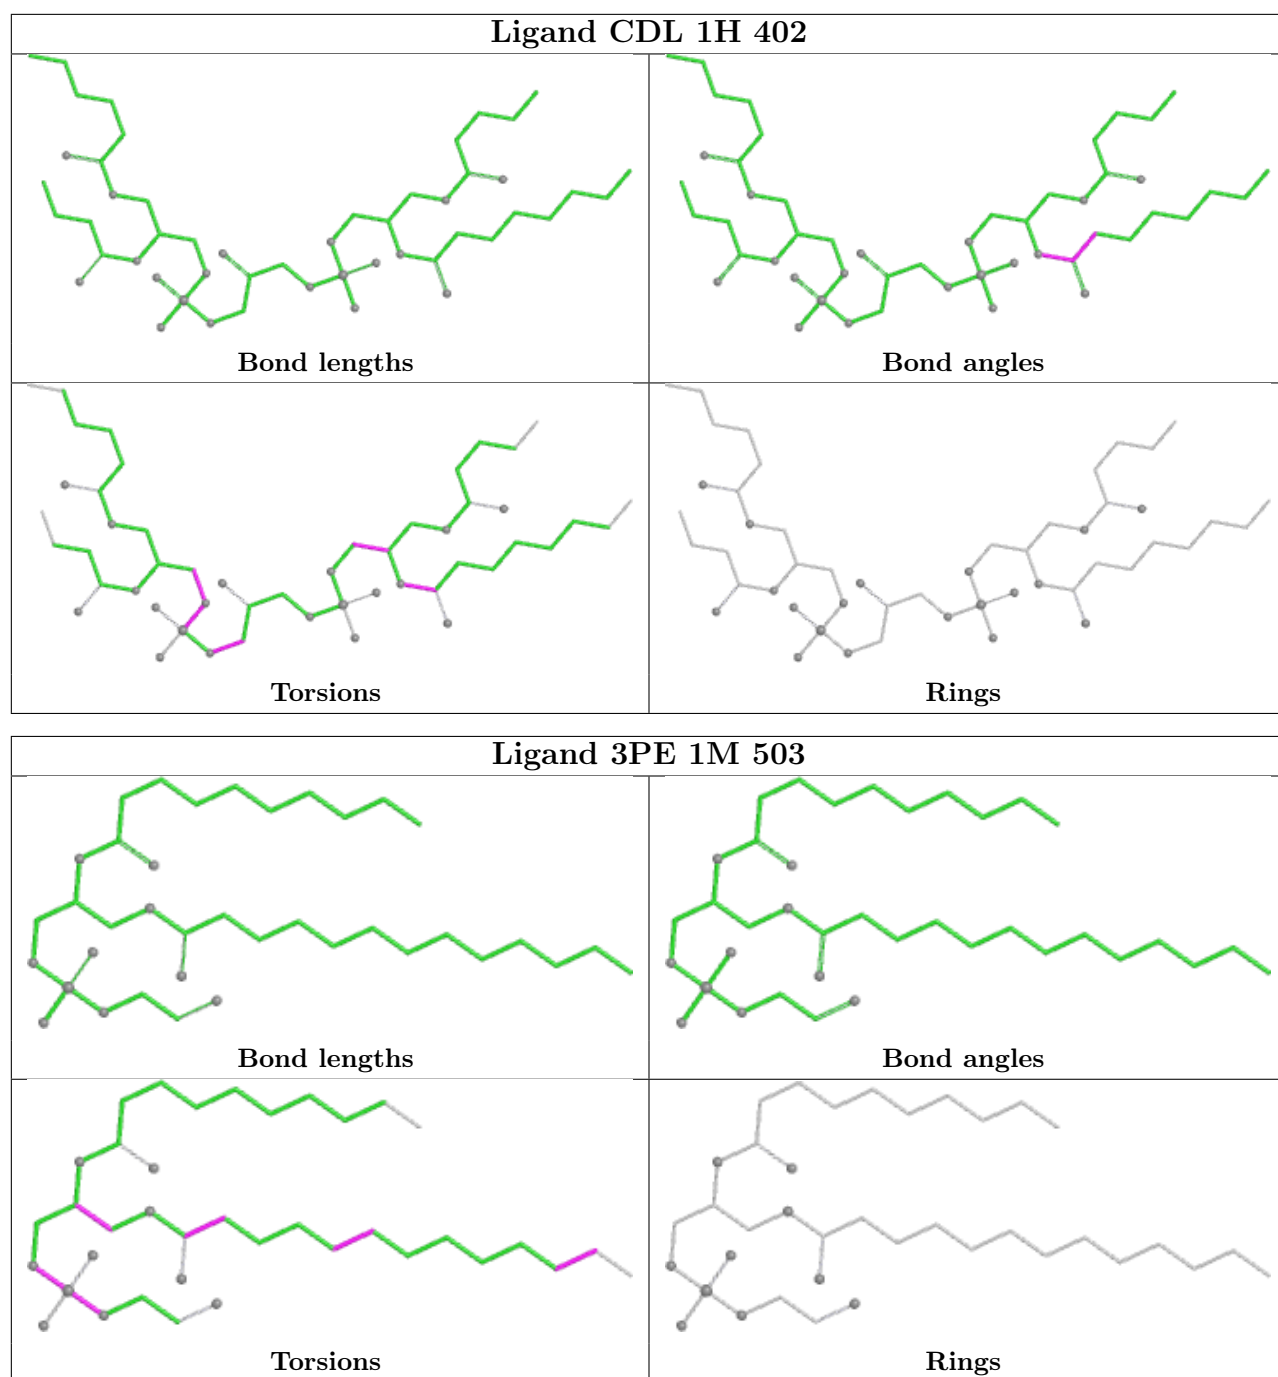 Ligand CDL 1H 402
Bond lengths
Bond angles
Torsions
Rings
Ligand 3PE 1M 503
Bond lengths
Bond angles
Torsions
Rings